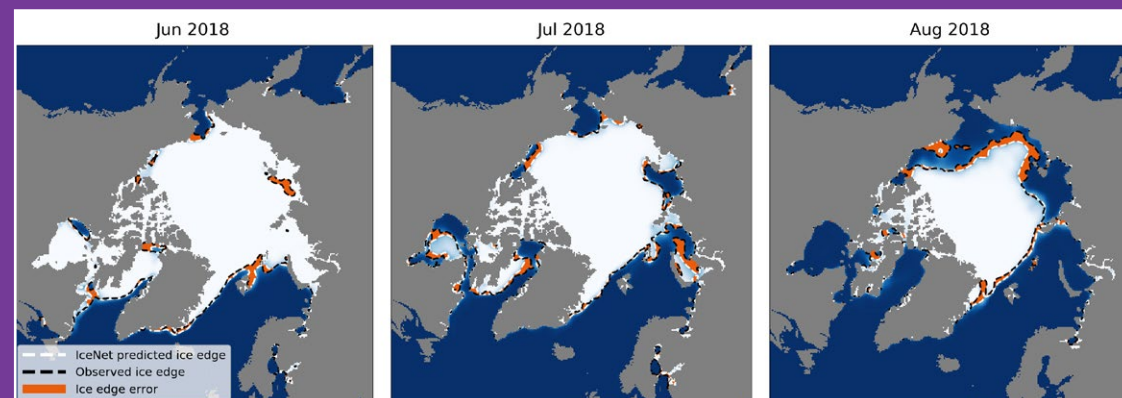 Jun 2018
Jul 2018
Aug 2018
IceNet predicted ice edge
Observed ice edge
Ice edge error